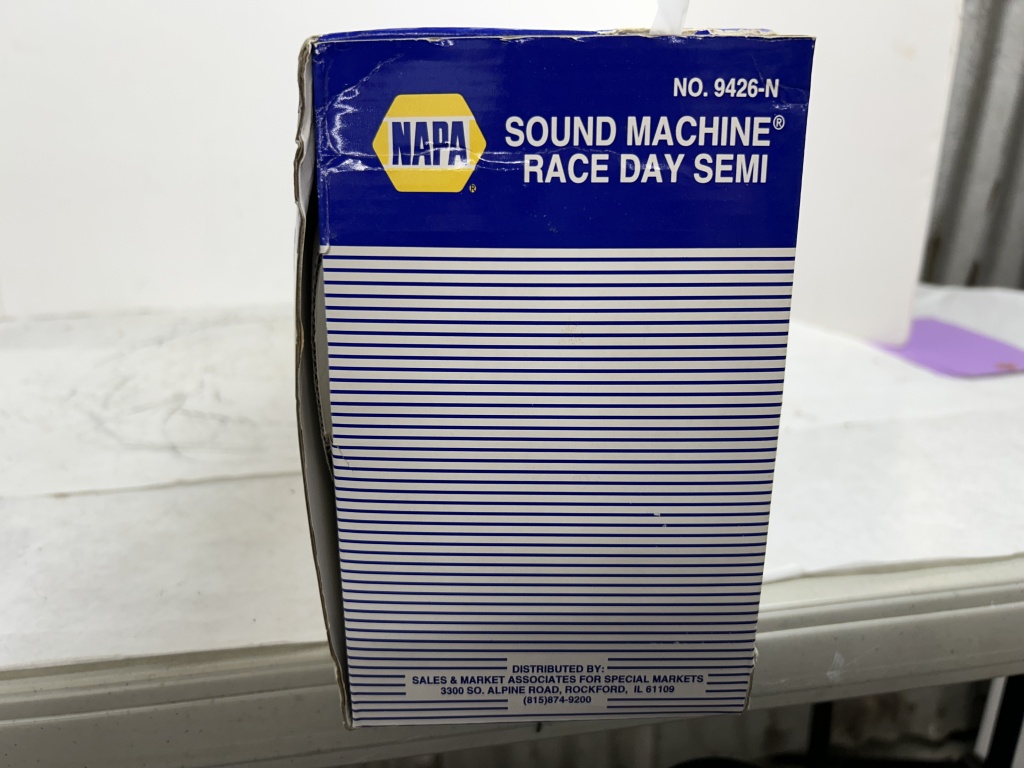 NO. 9426-N
NAPA®
SOUND MACHINE®
RACE DAY SEMI
DISTRIBUTED BY:
SALES & MARKET ASSOCIATES FOR SPECIAL MARKETS
3300 SO. ALPINE ROAD, ROCKFORD, IL 61109
(815)874-9200